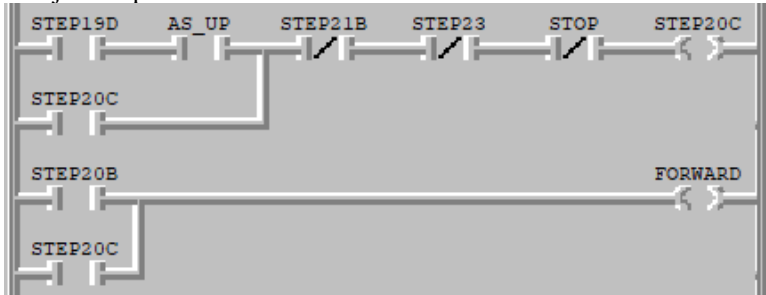 STEP19D AS_UP STEP21B STEP23 STOP STEP20C
STEP20C
STEP20B FORWARD
STEP20C